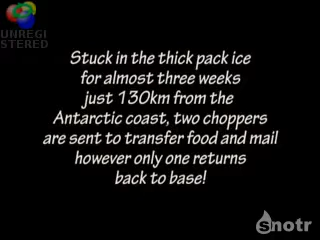 UNREGI
STERED
Stuck in the thick pack ice
for almost three weeks
just 130km from the
Antarctic coast, two choppers
are sent to transfer food and mail
however only one returns
back to base!
snotr